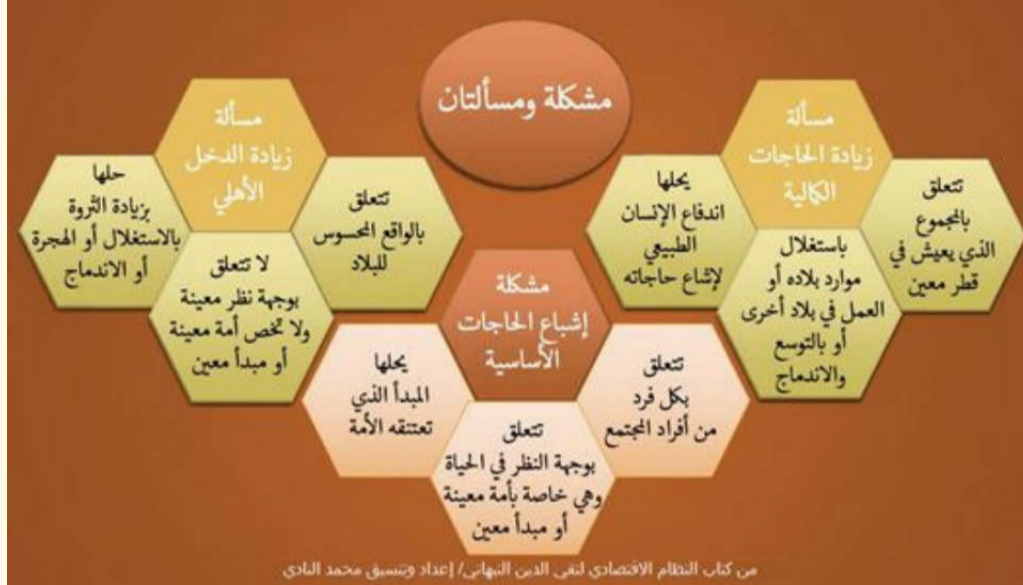 مشكلة ومسألتان
مسألة
زيادة الحاجات
الكمالية
تتعلق
بالمجموع
الذي يعيش في
قطر معين
يحلها
اندفاع الإنسان
الطبيعي
لإشاع حاجاته
باستغلال
موارد بلاده أو
العمل في بلاد أخرى
أو بالتوسع
والاندماج
مسألة
زيادة الدخل
الأهلي
تتعلق
بالواقع المحسوس
للبلاد
لا تتعلق
بوجهة نظر معينة
ولا تخص أمة معينة
أو مبدأ معين
حلها
بزيادة الثروة
بالاستغلال أو الهجرة
أو الاندماج
مشكلة
إشباع الحاجات
الأساسية
تتعلق
بكل فرد
من أفراد المجتمع
تتعلق
بوجهة النظر في الحياة
وهي خاصة بأمة معينة
أو مبدأ معين
يحلها
المبدأ الذي
تعتنقه الأمة
من كتاب النظام الاقتصادي لتقي الدين النبهاني/ إعداد وتنسيق محمد النادي